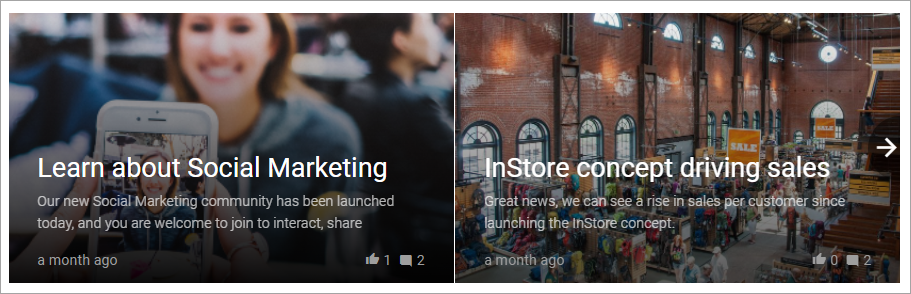 Learn about Social Marketing
Our new Social Marketing community has been launched
today, and you are welcome to join to interact, share
a month ago
1
2
InStore concept driving sales
Great news, we can see a rise in sales per customer since
launching the InStore concept.
a month ago
0
2
SALE
SALE